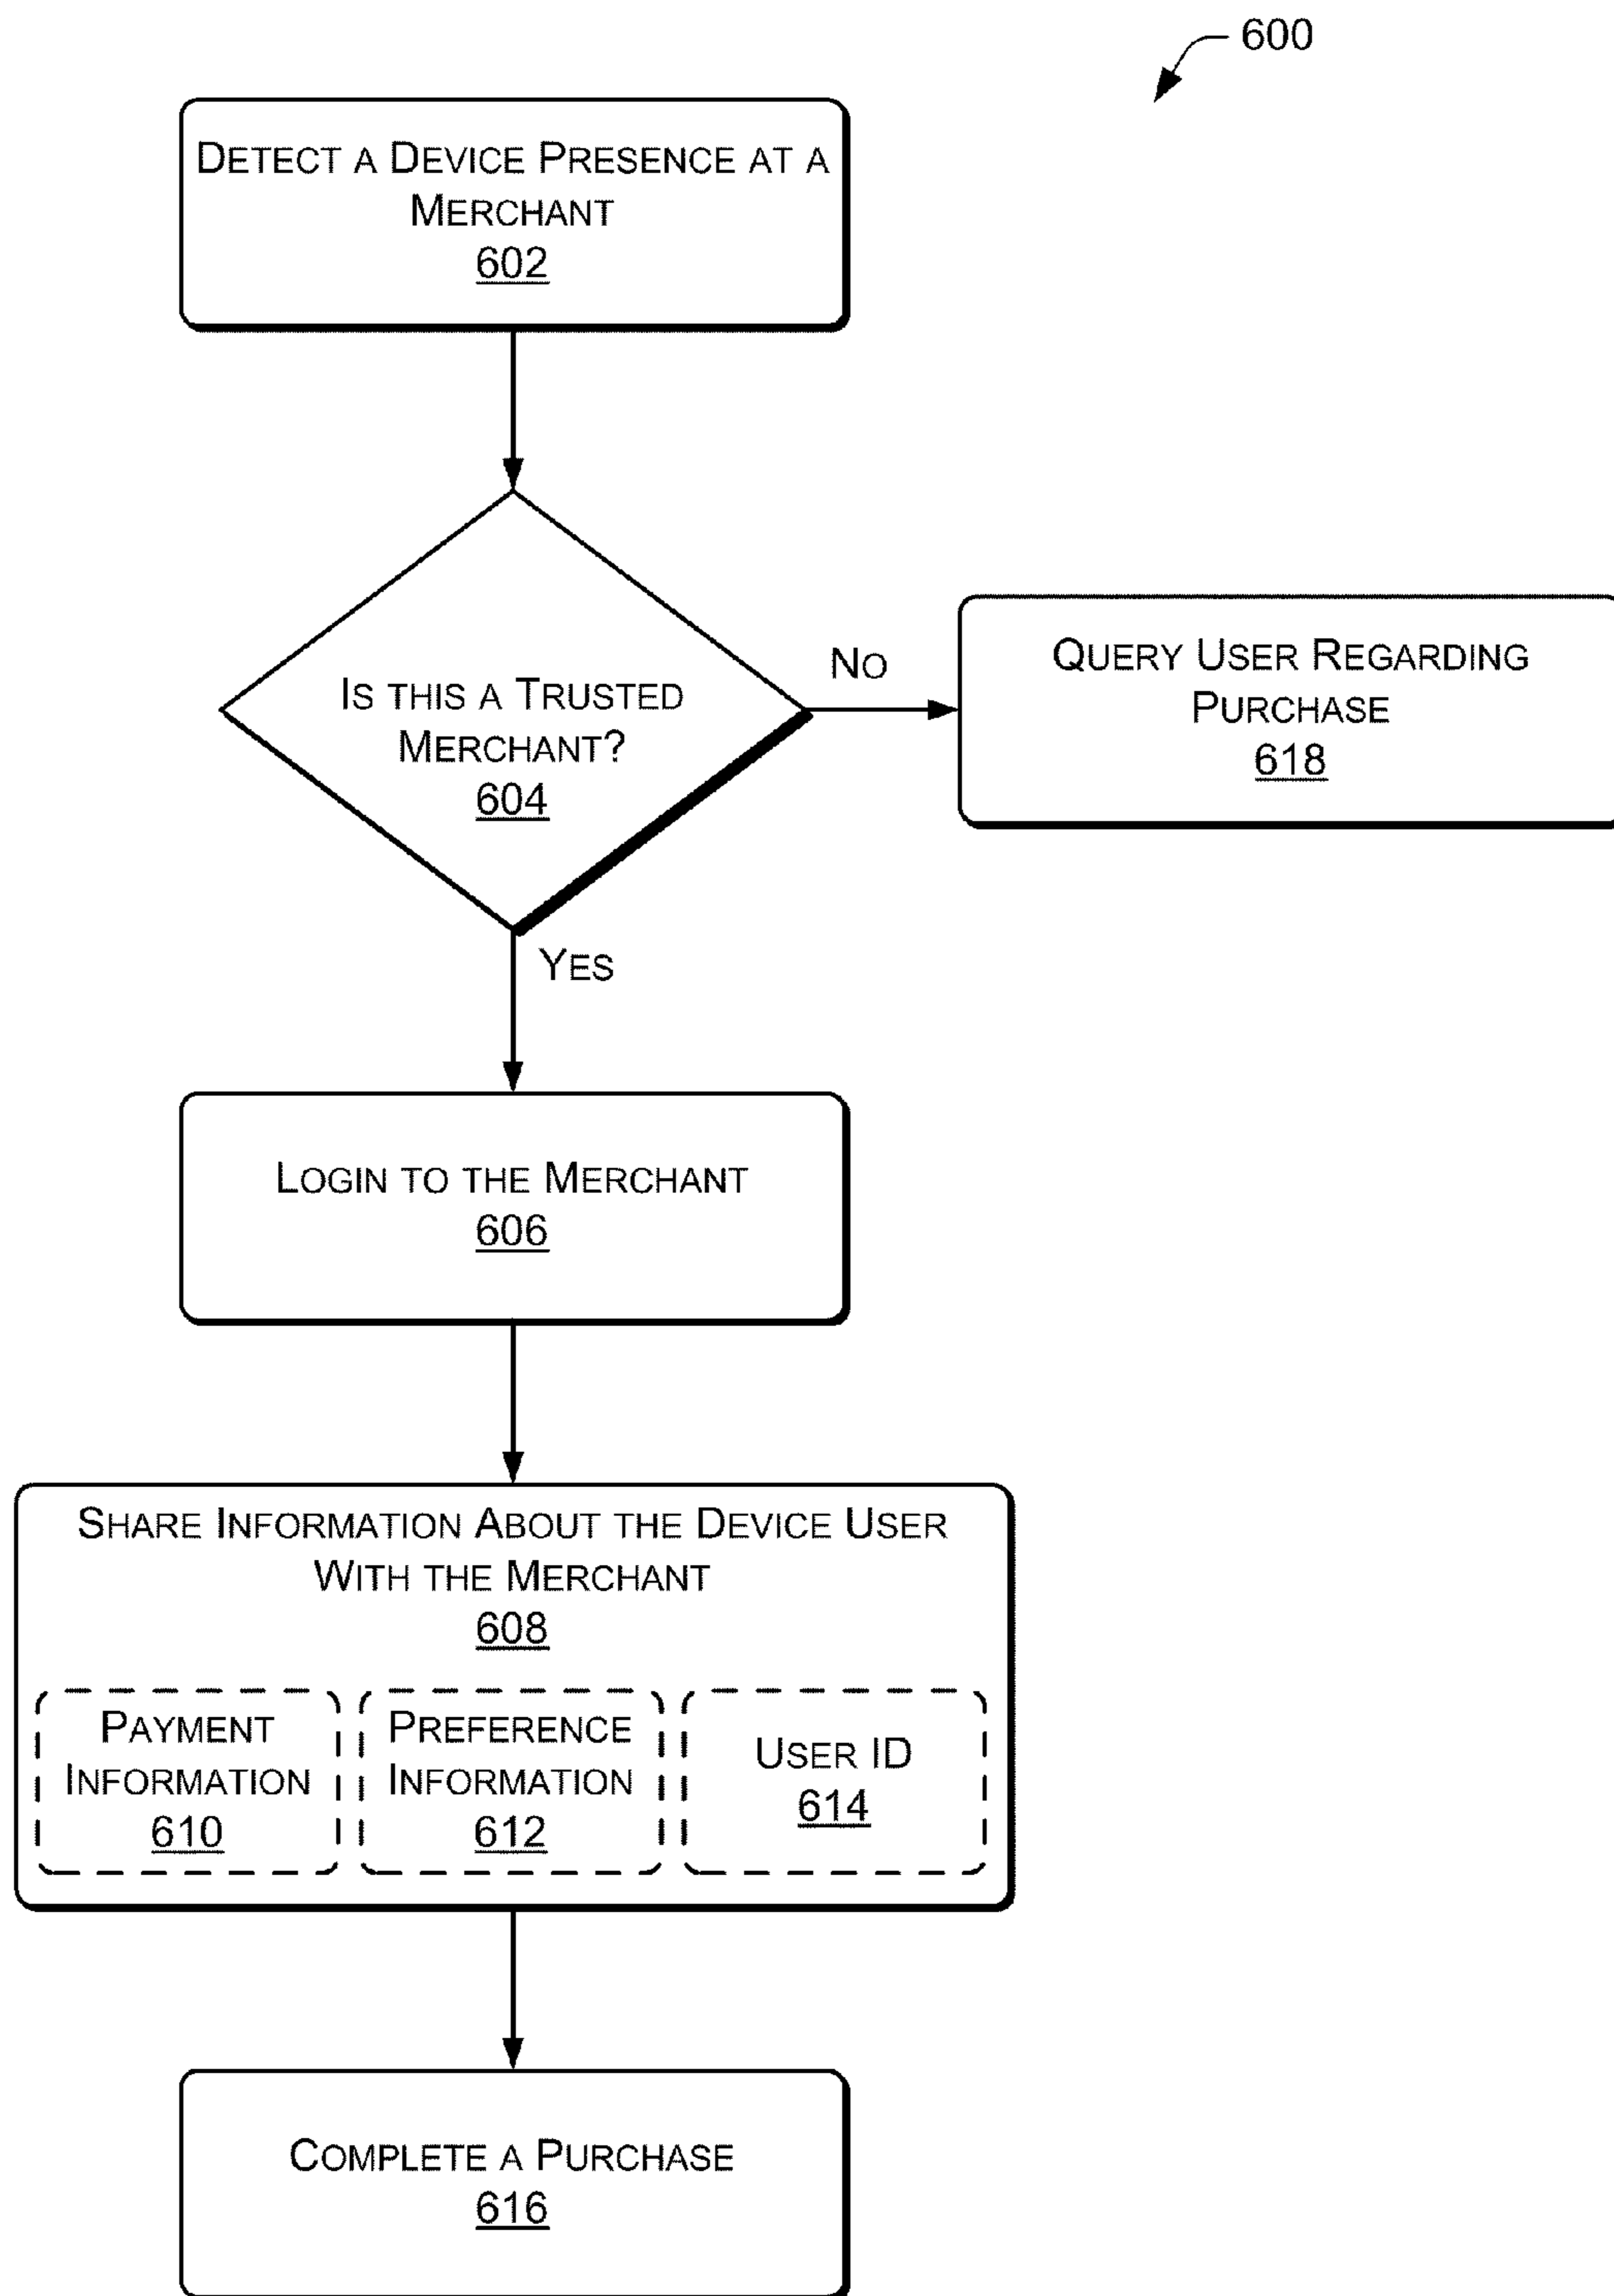 600
DETECT A DEVICE PRESENCE AT A
MERCHANT
602
IS THIS A TRUSTED
MERCHANT?
604
NO
QUERY USER REGARDING
PURCHASE
618
YES
LOGIN TO THE MERCHANT
606
SHARE INFORMATION ABOUT THE DEVICE USER
WITH THE MERCHANT
608
PAYMENT
INFORMATION
610
PREFERENCE
INFORMATION
612
USER ID
614
COMPLETE A PURCHASE
616